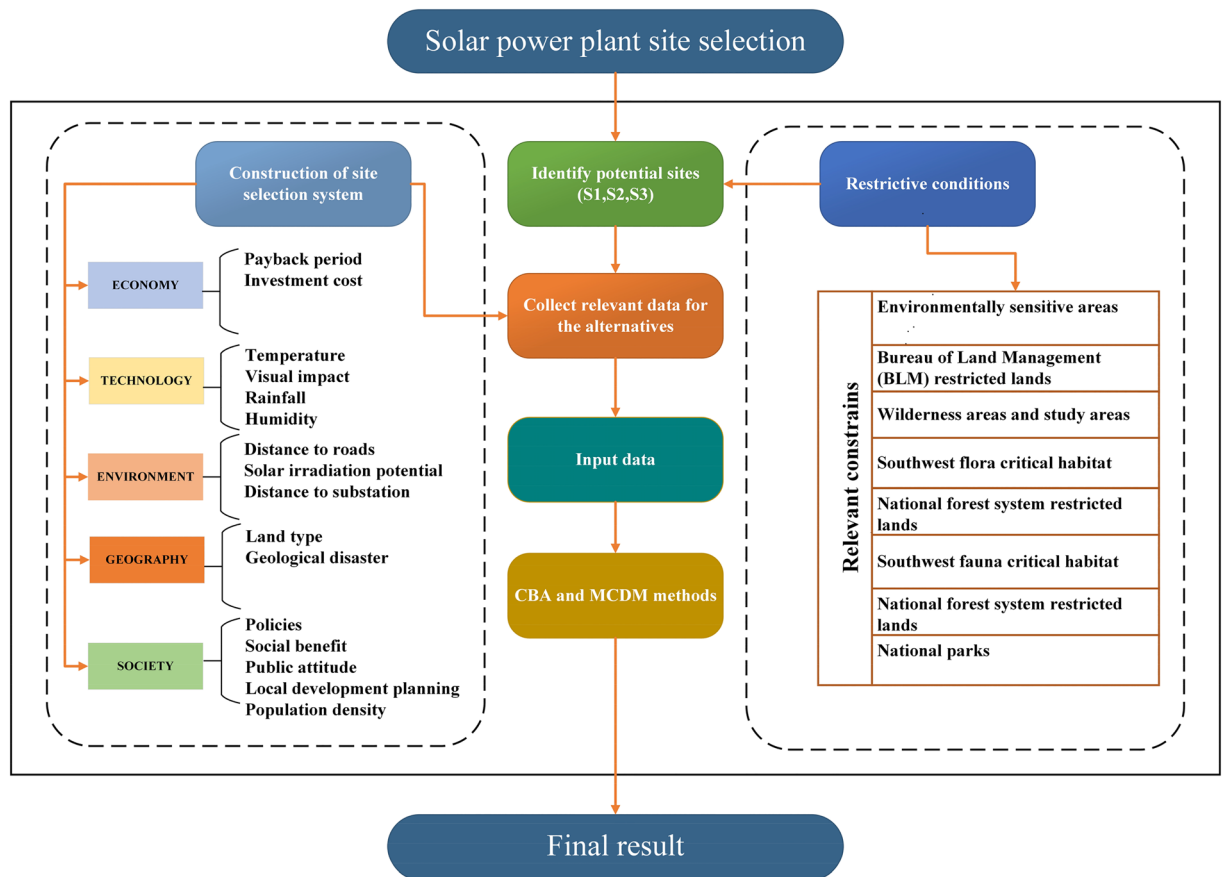 Solar power plant site selection
Construction of site
selection system
Identify potential sites
(S1,S2,S3)
Restrictive conditions
ECONOMY
Payback period
Investment cost
TECHNOLOGY
Temperature
Visual impact
Rainfall
Humidity
ENVIRONMENT
Distance to roads
Solar irradiation potential
Distance to substation
GEOGRAPHY
Land type
Geological disaster
SOCIETY
Policies
Social benefit
Public attitude
Local development planning
Population density
Collect relevant data for
the alternatives
Input data
CBA and MCDM methods
Relevant constrains
Environmentally sensitive areas
Bureau of Land Management
(BLM) restricted lands
Wilderness areas and study areas
Southwest flora critical habitat
National forest system restricted
lands
Southwest fauna critical habitat
National forest system restricted
lands
National parks
Final result